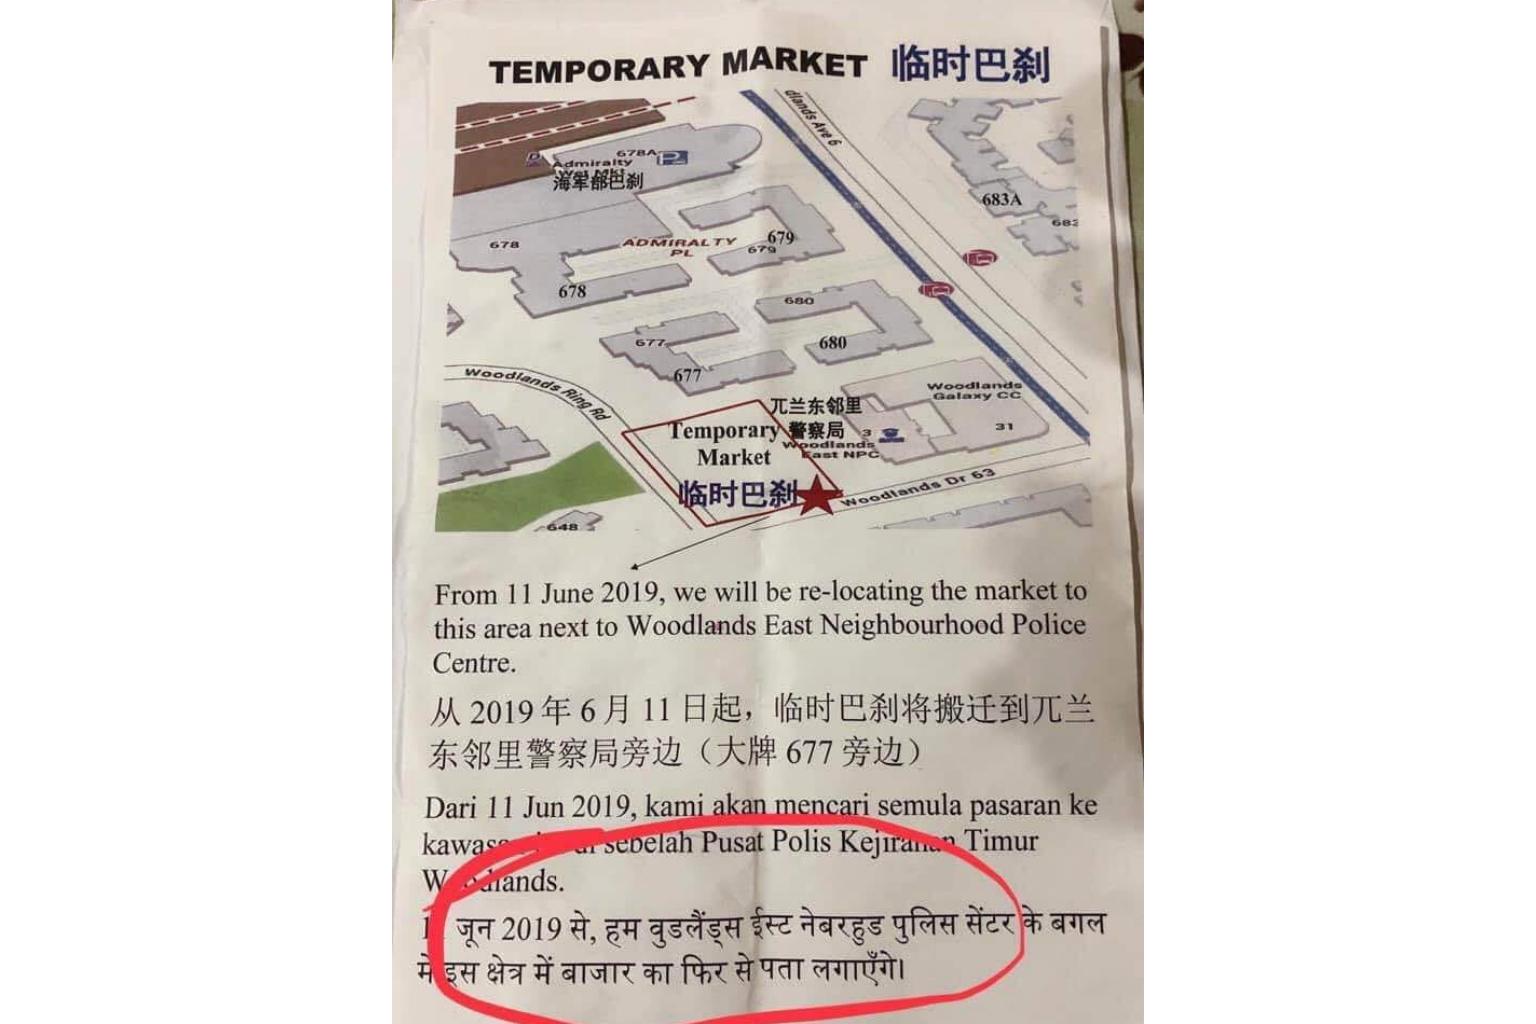 TEMPORARY MARKET 临时巴刹
dlands Ave 6
678A
Admiralty
海军部巴刹
683A
682
678
ADMIRALTY
PL
679
679
678
680
680
677
677
Woodlands Ring Rd
Woodlands
Galaxy CC
31
兀兰东邻里
警察局 3
Woodlands
East NPC
Temporary
Market
临时巴刹
Woodlands Dr 63
648
From 11 June 2019, we will be re-locating the market to
this area next to Woodlands East Neighbourhood Police
Centre.
从 2019 年 6 月 11 日起，临时巴刹将搬迁到兀兰
东邻里警察局旁边（大牌 677 旁边）
Dari 11 Jun 2019, kami akan mencari semula pasaran ke
sebelah Pusat Polis Kejiranan Timur
Woodlands.
जून 2019 से, हम वुडलैंड्स ईस्ट नेबरहुड पुलिस सेंटर के बगल
में इस क्षेत्र में बाजार का फिर से पता लगाएँगे।